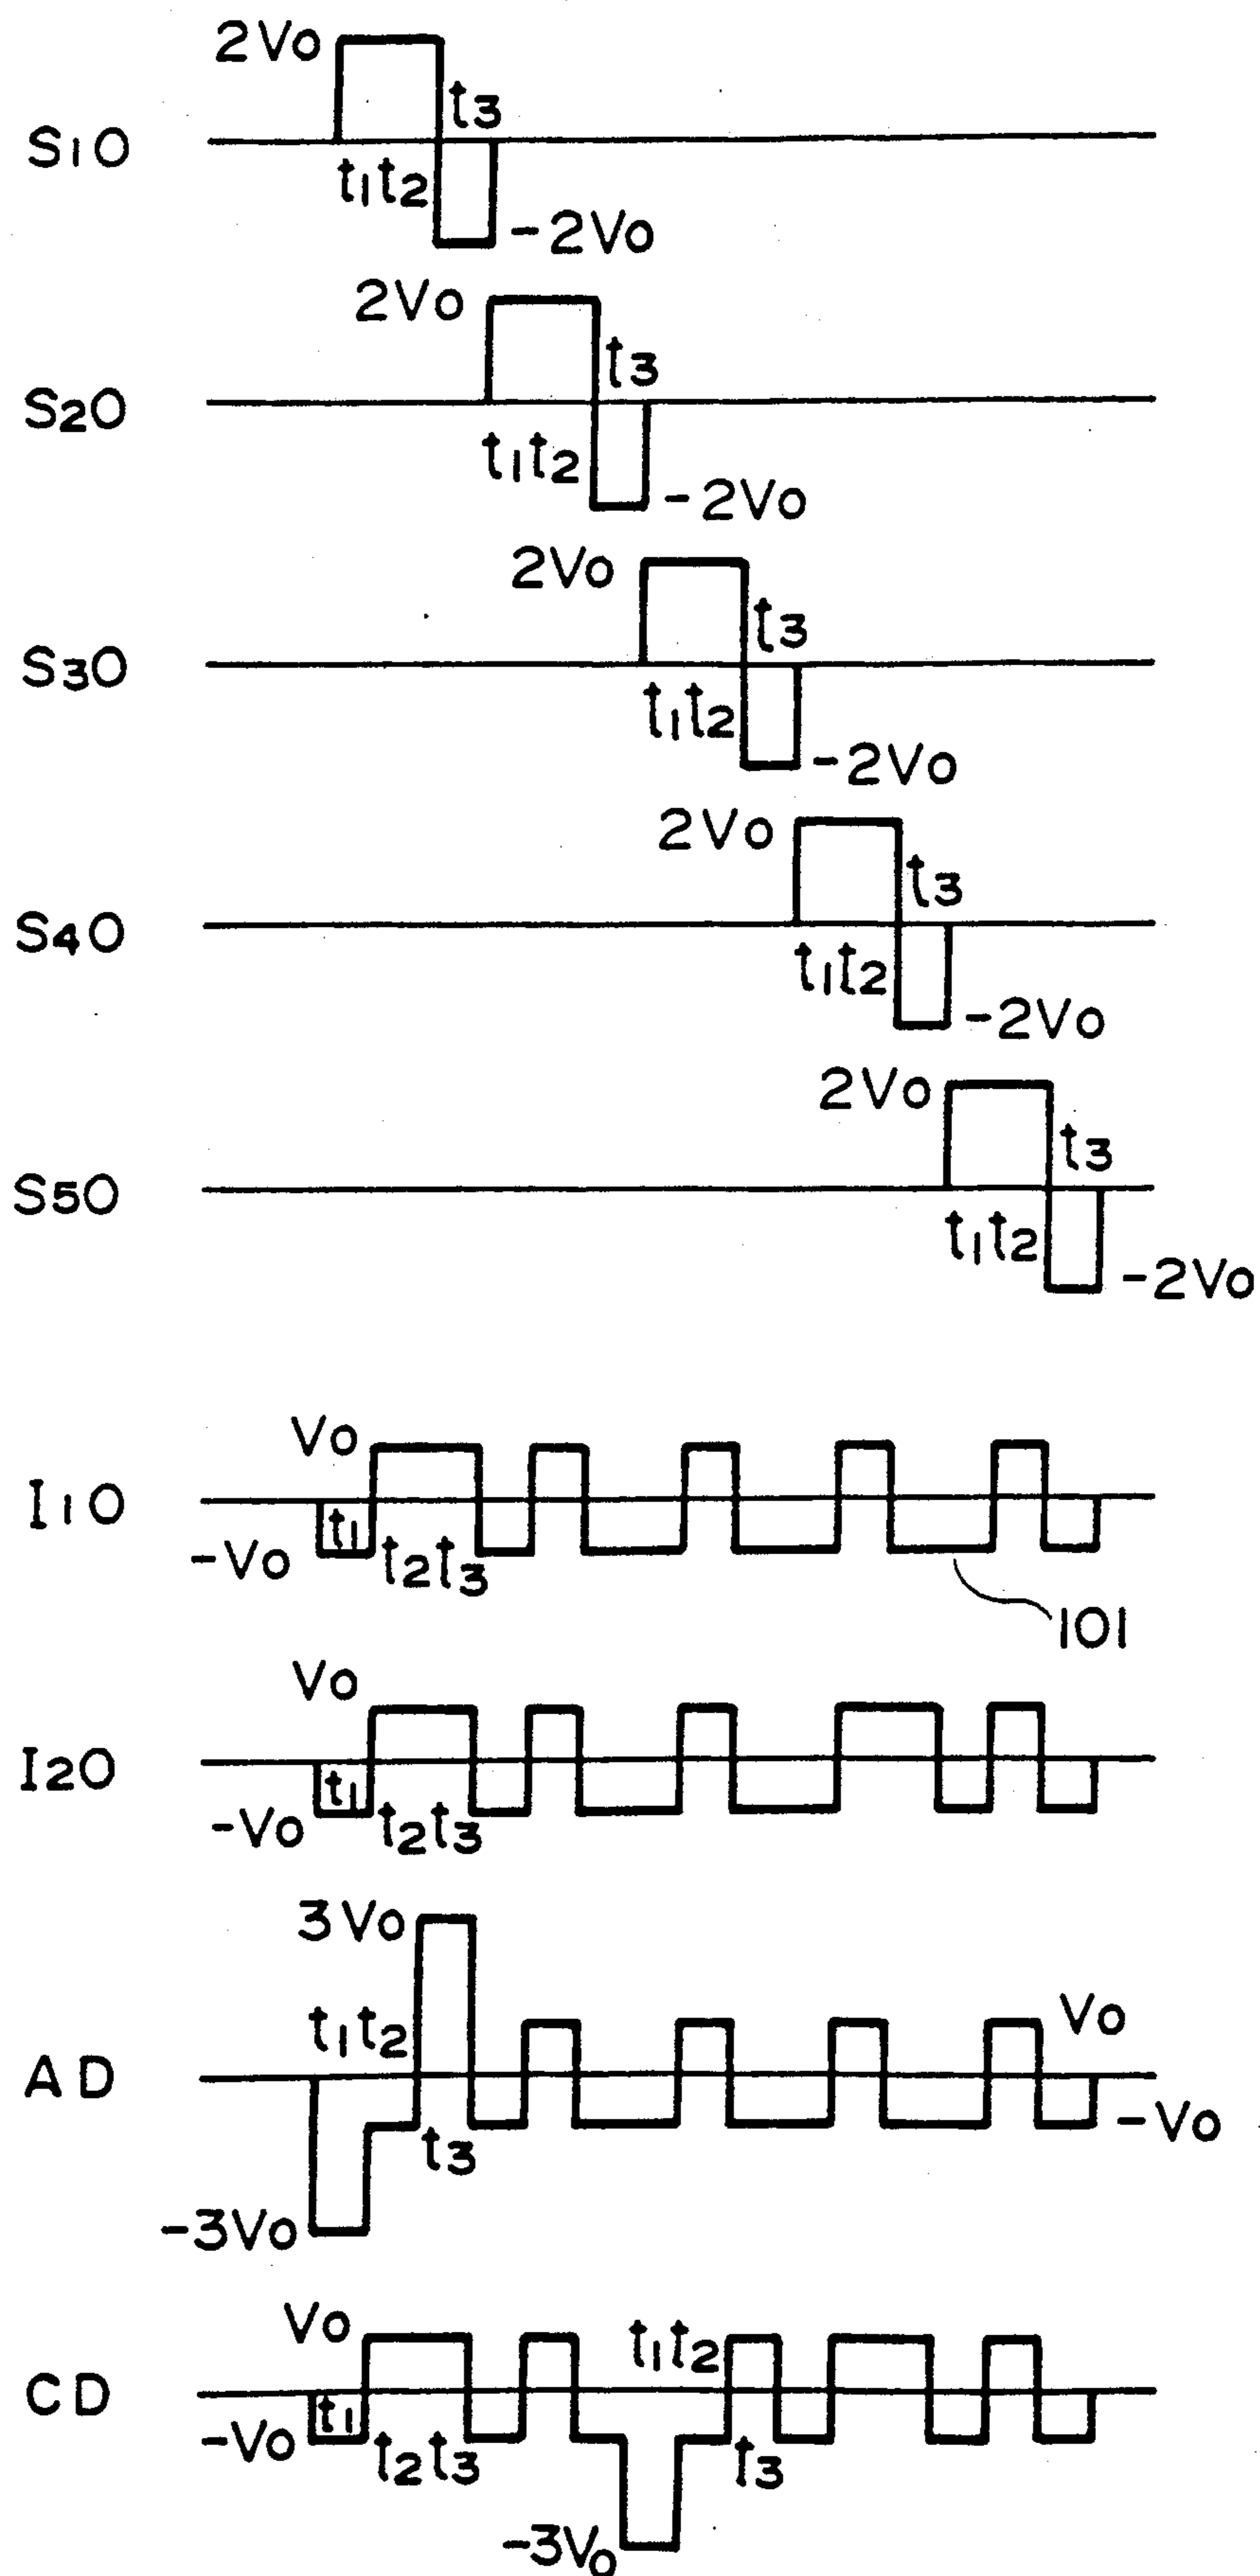 2Vo
t3
S1O
t1t2
-2Vo
2Vo
t3
S2O
t1t2
-2Vo
2Vo
t3
S3O
t1t2
-2Vo
2Vo
t3
S4O
t1t2
-2Vo
2Vo
t3
S5O
t1t2
-2Vo
Vo
I1O
t1
-Vo
t2t3
101
Vo
I2O
t1
-Vo
t2t3
3Vo
t1t2
Vo
AD
-Vo
t3
-3Vo
Vo
t1t2
CD
t1
-Vo
t2t3
t3
-3Vo